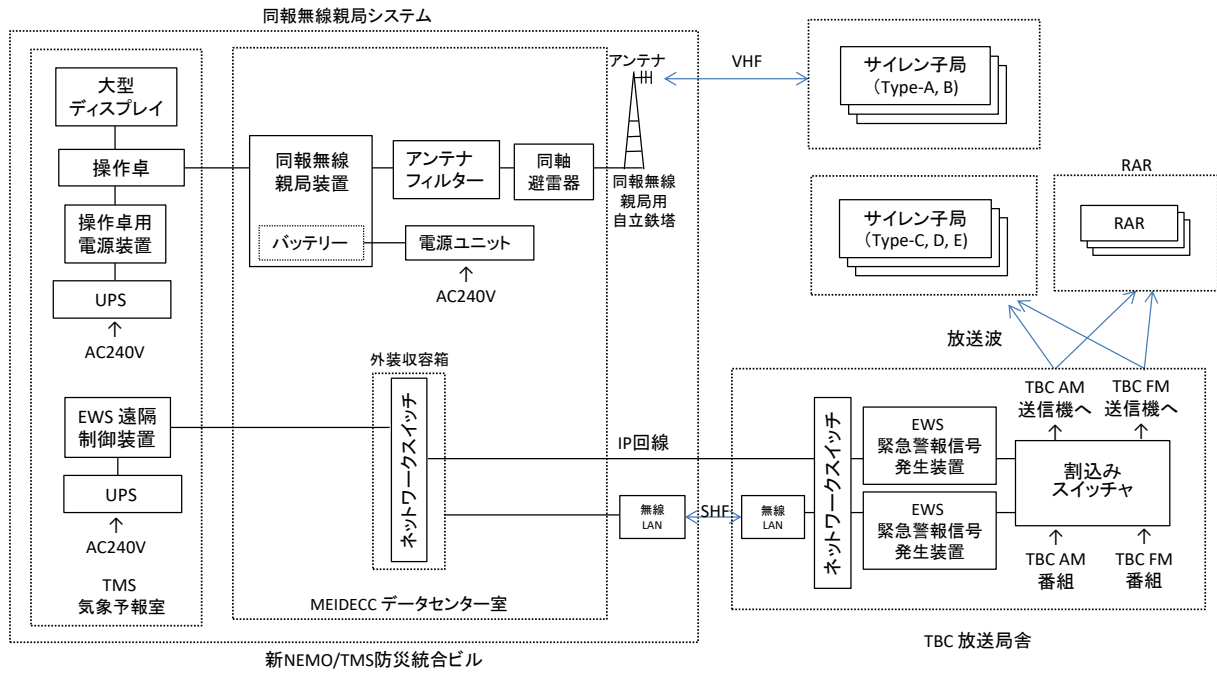 同報無線親局システム
大型
ディスプレイ
操作卓
操作卓用
電源装置
UPS
↑
AC240V
EWS 遠隔
制御装置
UPS
↑
AC240V
TMS
気象予報室
同報無線
親局装置
バッテリー
アンテナ
フィルター
同軸
避雷器
電源ユニット
↑
AC240V
アンテナ
同報無線
親局用
自立鉄塔
外装収容箱
ネットワークスイッチ
MEIDECC データセンター室
新NEMO/TMS防災統合ビル
VHF
サイレン子局
(Type-A, B)
サイレン子局
(Type-C, D, E)
RAR
RAR
放送波
IP回線
無線
LAN
SHF
無線
LAN
ネットワークスイッチ
EWS
緊急警報信号
発生装置
EWS
緊急警報信号
発生装置
TBC AM
送信機へ
↑
TBC FM
送信機へ
↑
割込み
スイッチャ
↑
TBC AM
番組
↑
TBC FM
番組
TBC 放送局舎